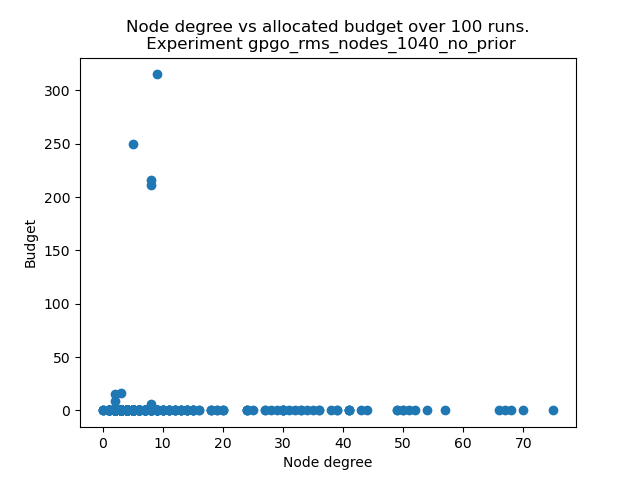 Node degree vs allocated budget over 100 runs.
Experiment gpgo_rms_nodes_1040_no_prior
300
250
200
150
100
50
0
Budget
0 10 20 30 40 50 60 70
Node degree